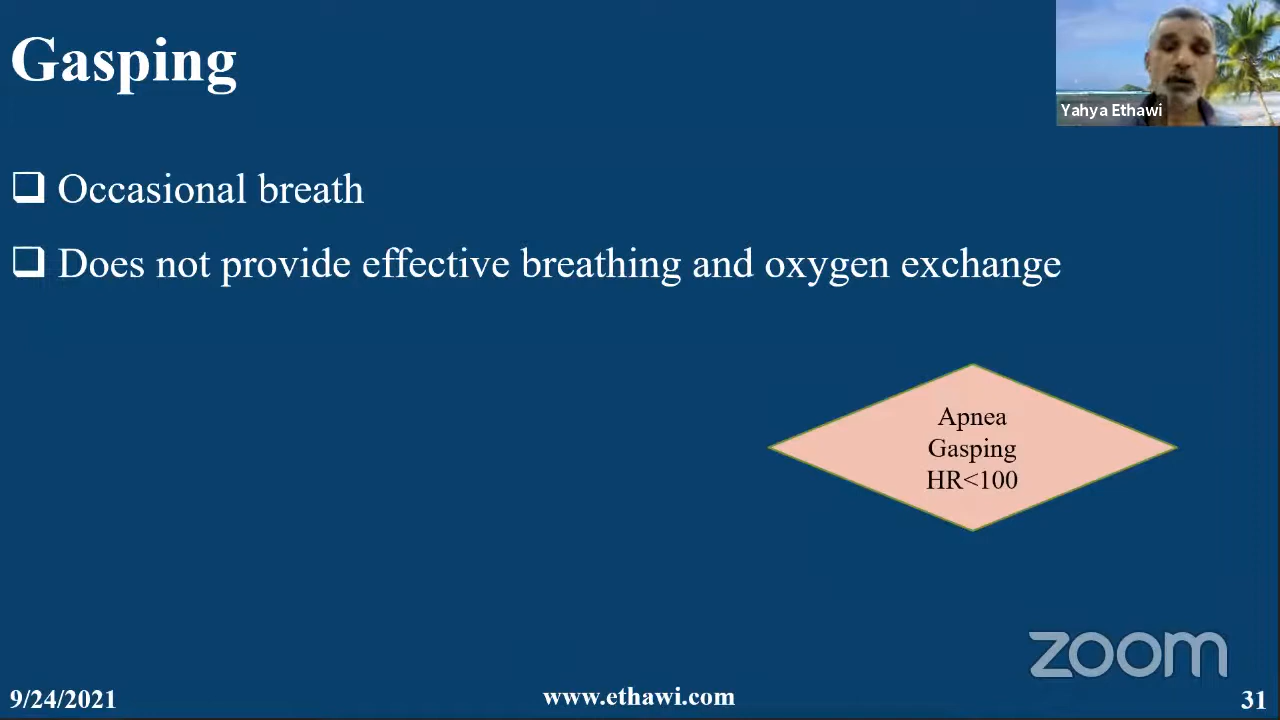 Gasping
Yahya Ethawi
❑ Occasional breath
❑ Does not provide effective breathing and oxygen exchange
Apnea
Gasping
HR<100
zoom
9/24/2021
www.ethawi.com
31